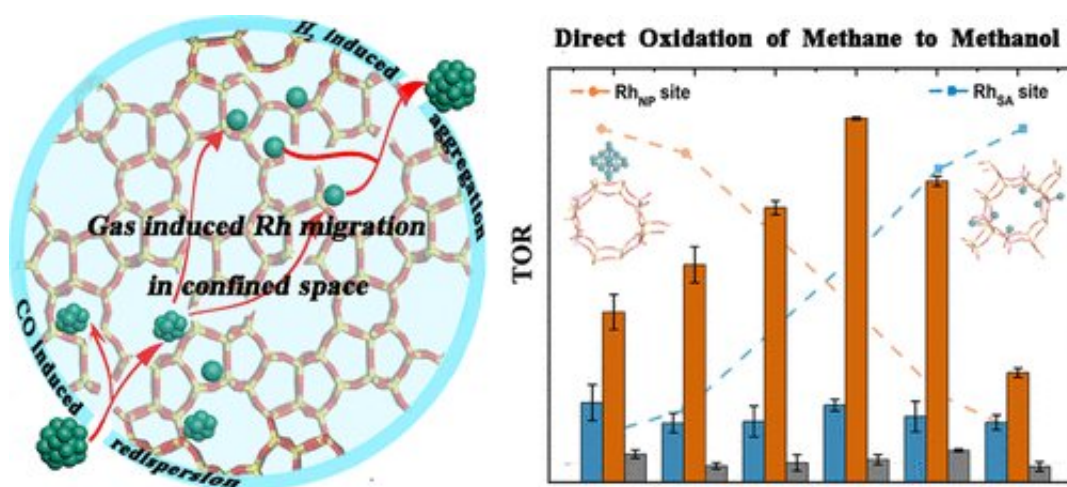 H2 induced
aggregation
Gas induced Rh migration
in confined space
CO induced
redispersion
Direct Oxidation of Methane to Methanol
RhNP site
RhSA site
TOR